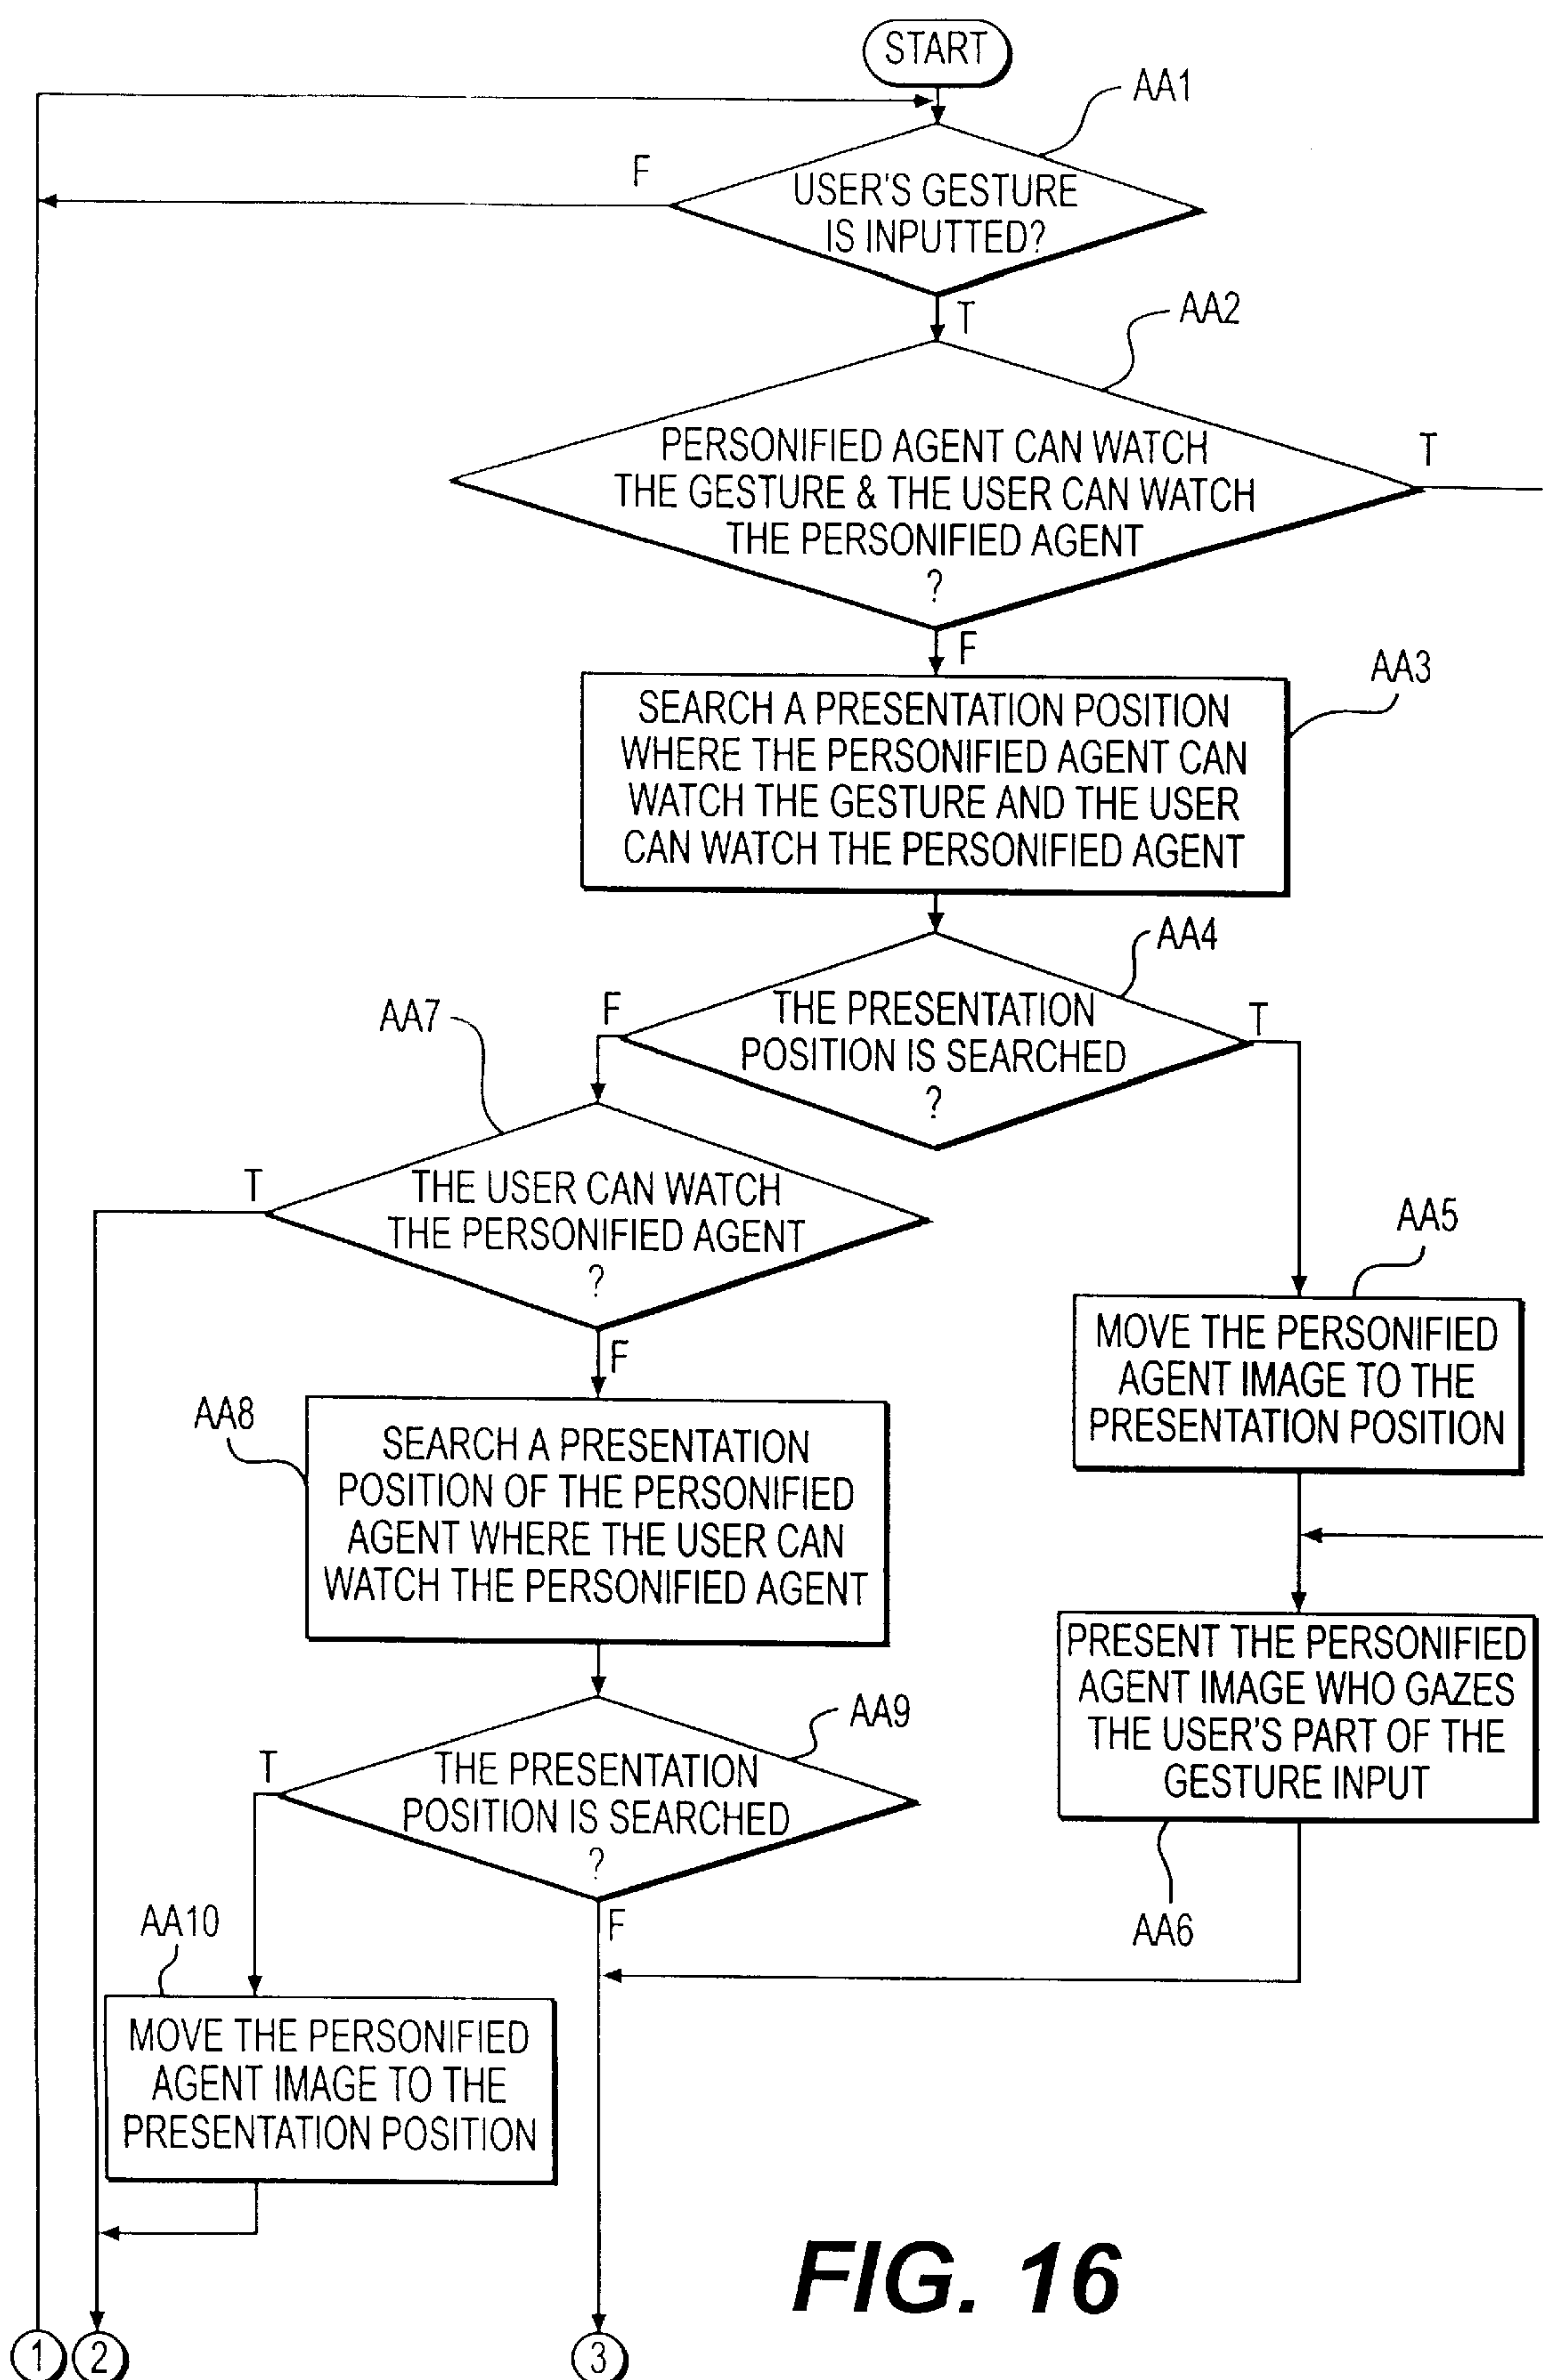 START
AA1
F
USER'S GESTURE
IS INPUTTED?
T
AA2
PERSONIFIED AGENT CAN WATCH
THE GESTURE & THE USER CAN WATCH
THE PERSONIFIED AGENT
?
T
F
AA3
SEARCH A PRESENTATION POSITION
WHERE THE PERSONIFIED AGENT CAN
WATCH THE GESTURE AND THE USER
CAN WATCH THE PERSONIFIED AGENT
AA4
F
THE PRESENTATION
POSITION IS SEARCHED
?
T
AA7
T
THE USER CAN WATCH
THE PERSONIFIED AGENT
?
F
AA5
MOVE THE PERSONIFIED
AGENT IMAGE TO THE
PRESENTATION POSITION
AA8
SEARCH A PRESENTATION
POSITION OF THE PERSONIFIED
AGENT WHERE THE USER CAN
WATCH THE PERSONIFIED AGENT
PRESENT THE PERSONIFIED
AGENT IMAGE WHO GAZES
THE USER'S PART OF THE
GESTURE INPUT
AA6
AA9
T
THE PRESENTATION
POSITION IS SEARCHED
?
F
AA10
MOVE THE PERSONIFIED
AGENT IMAGE TO THE
PRESENTATION POSITION
FIG. 16
1
2
3